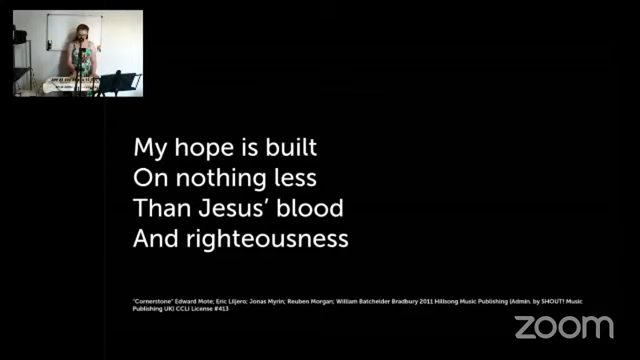 My hope is built
On nothing less
Than Jesus’ blood
And righteousness
"Cornerstone" Edward Mote; Eric Liljero; Jonas Myrin; Reuben Morgan; William Batchelder Bradbury 2011 Hillsong Music Publishing (Admin. by SHOUT! Music
Publishing UK) CCLI License #413
zoom